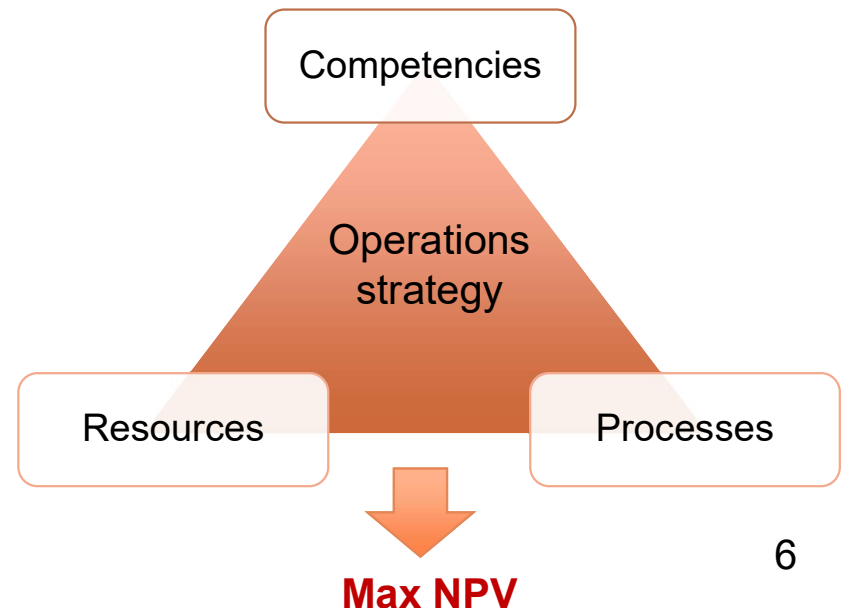 Competencies
Operations
strategy
Resources
Processes
6
Max NPV